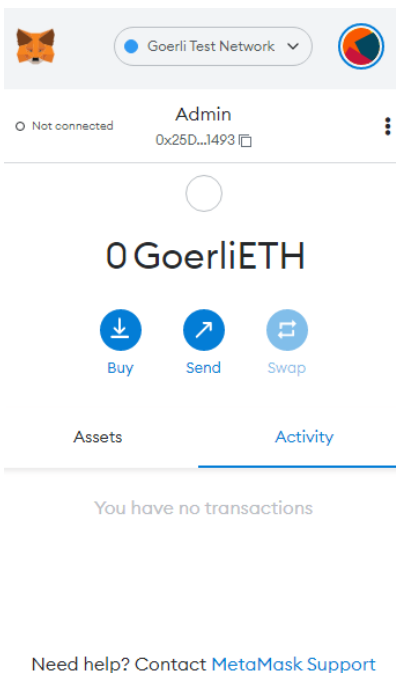 Goerli Test Network
Not connected
Admin
0x25D...1493
0 GoerliETH
Buy Send Swap
Assets Activity
You have no transactions
Need help? Contact MetaMask Support